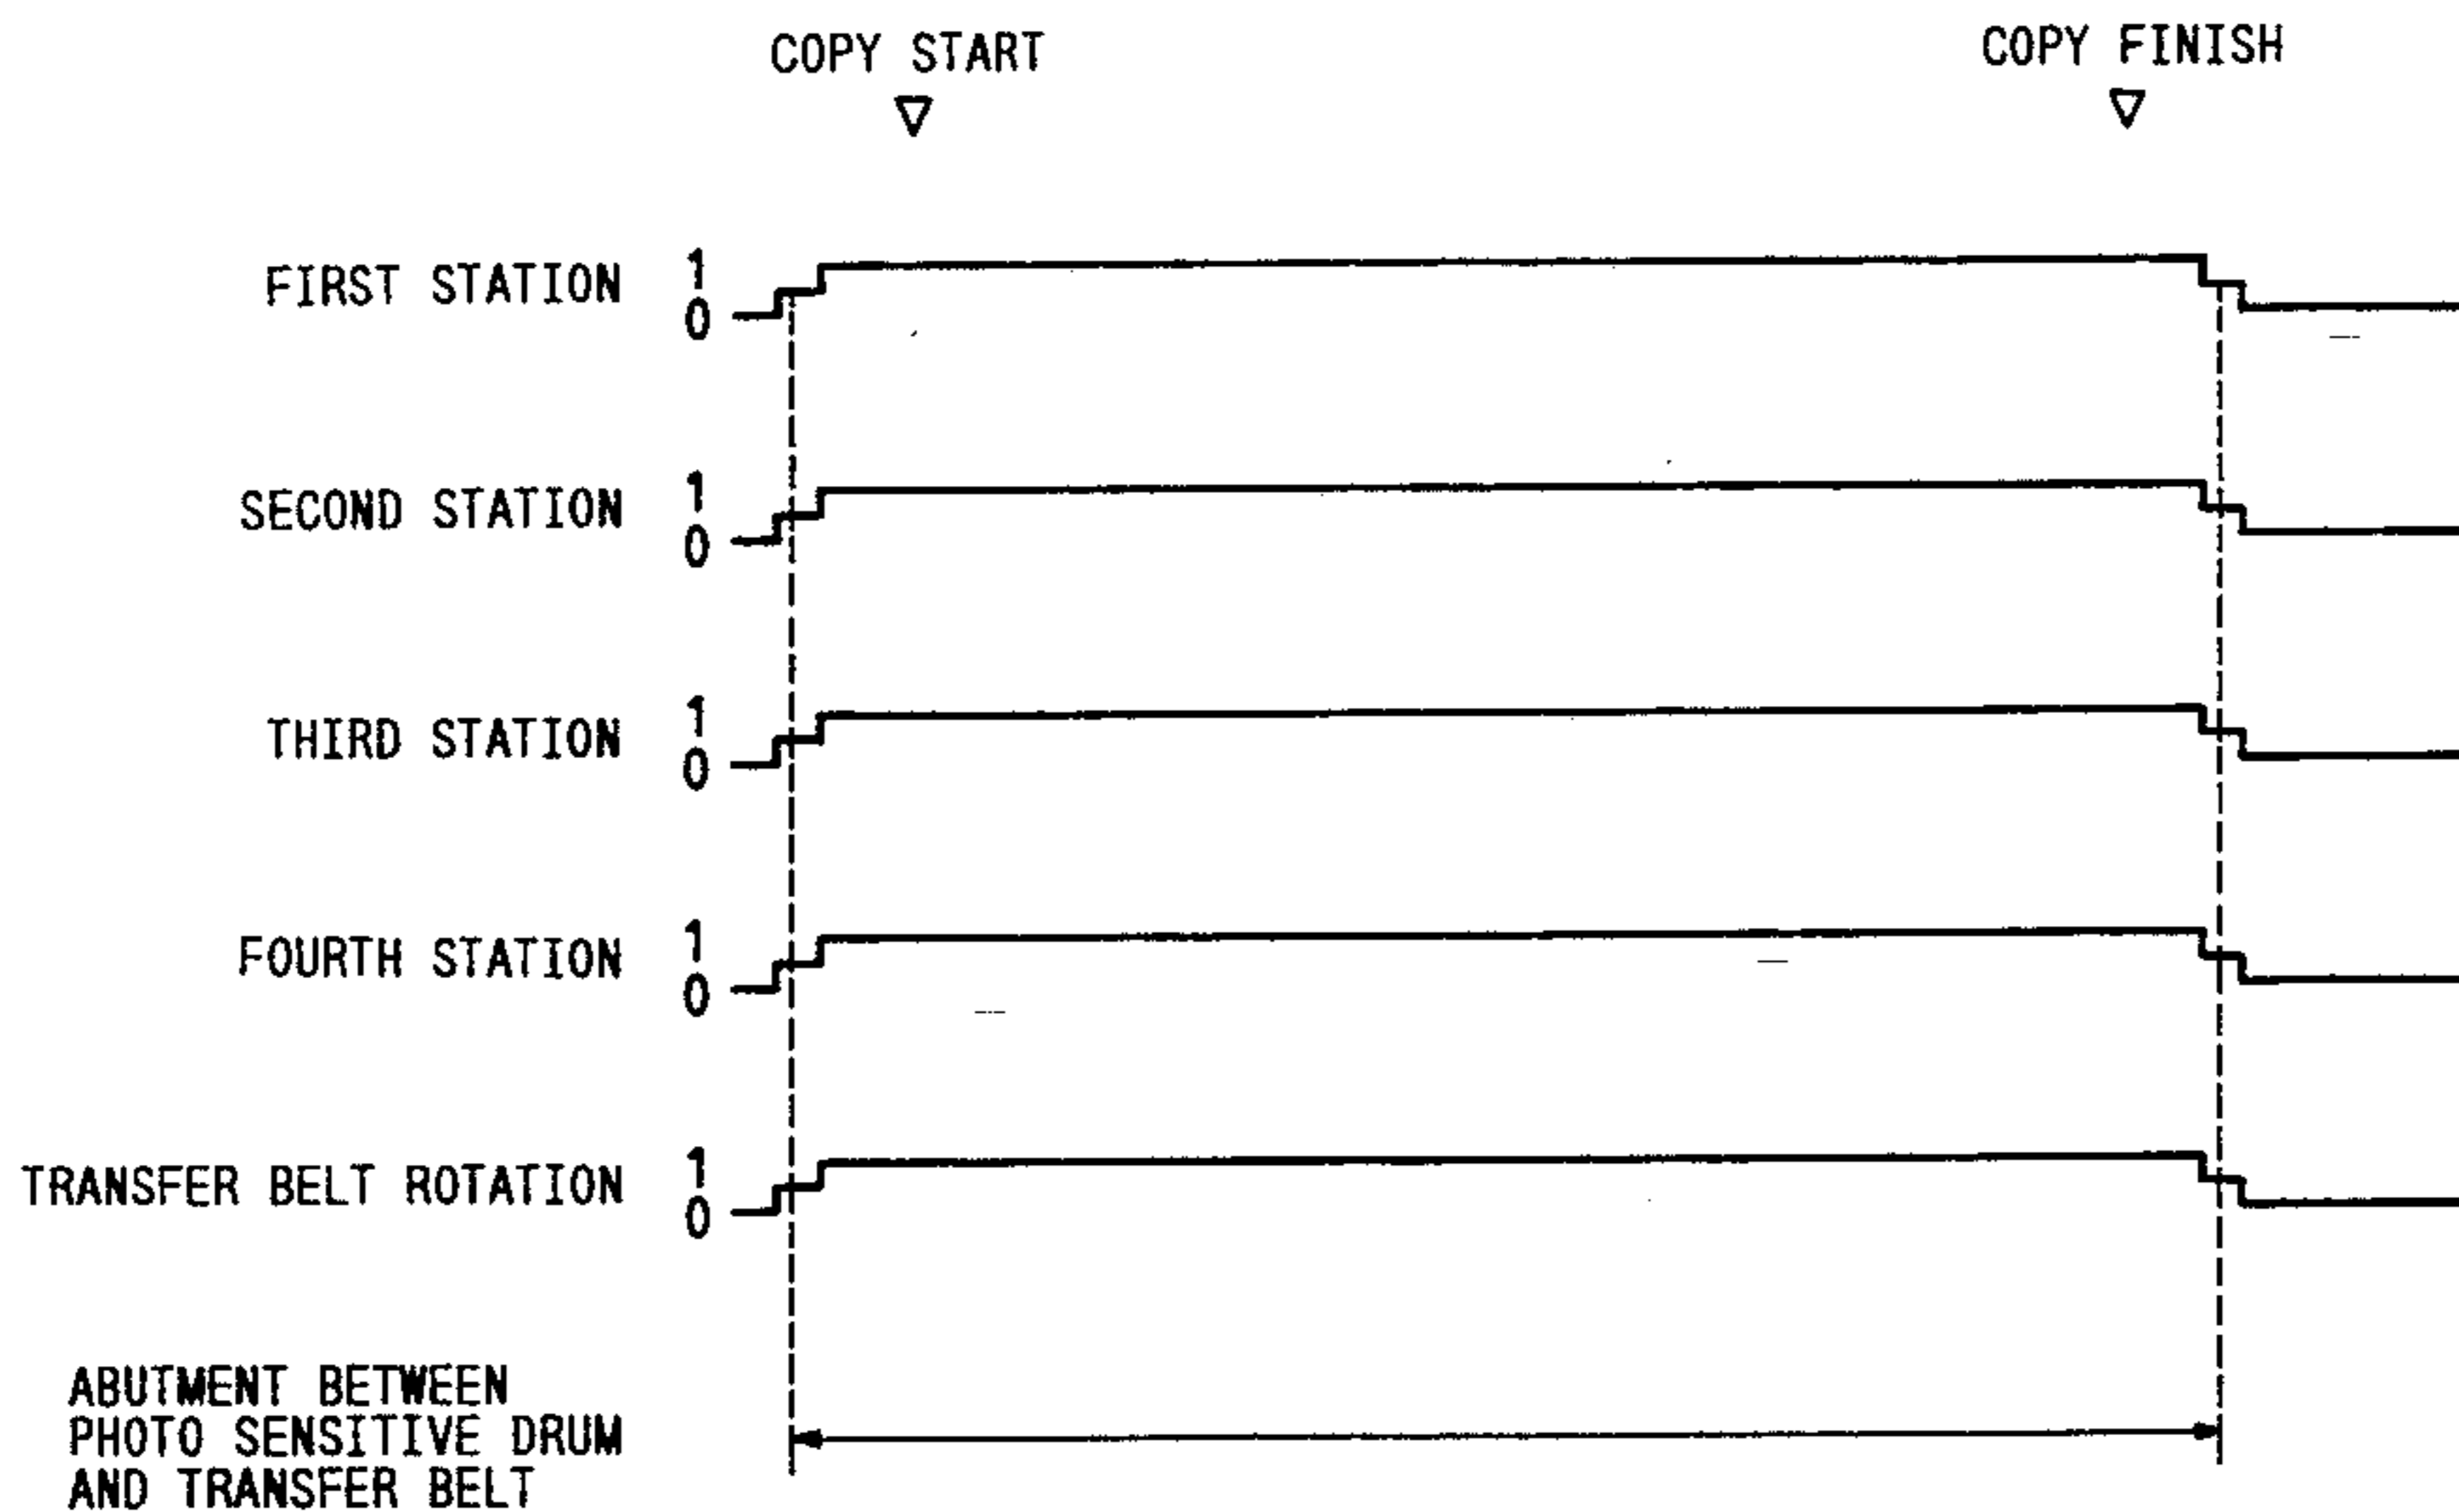 COPY START
COPY FINISH
FIRST STATION
1
0
SECOND STATION
1
0
THIRD STATION
1
0
FOURTH STATION
1
0
TRANSFER BELT ROTATION
1
0
ABUTMENT BETWEEN
PHOTO SENSITIVE DRUM
AND TRANSFER BELT